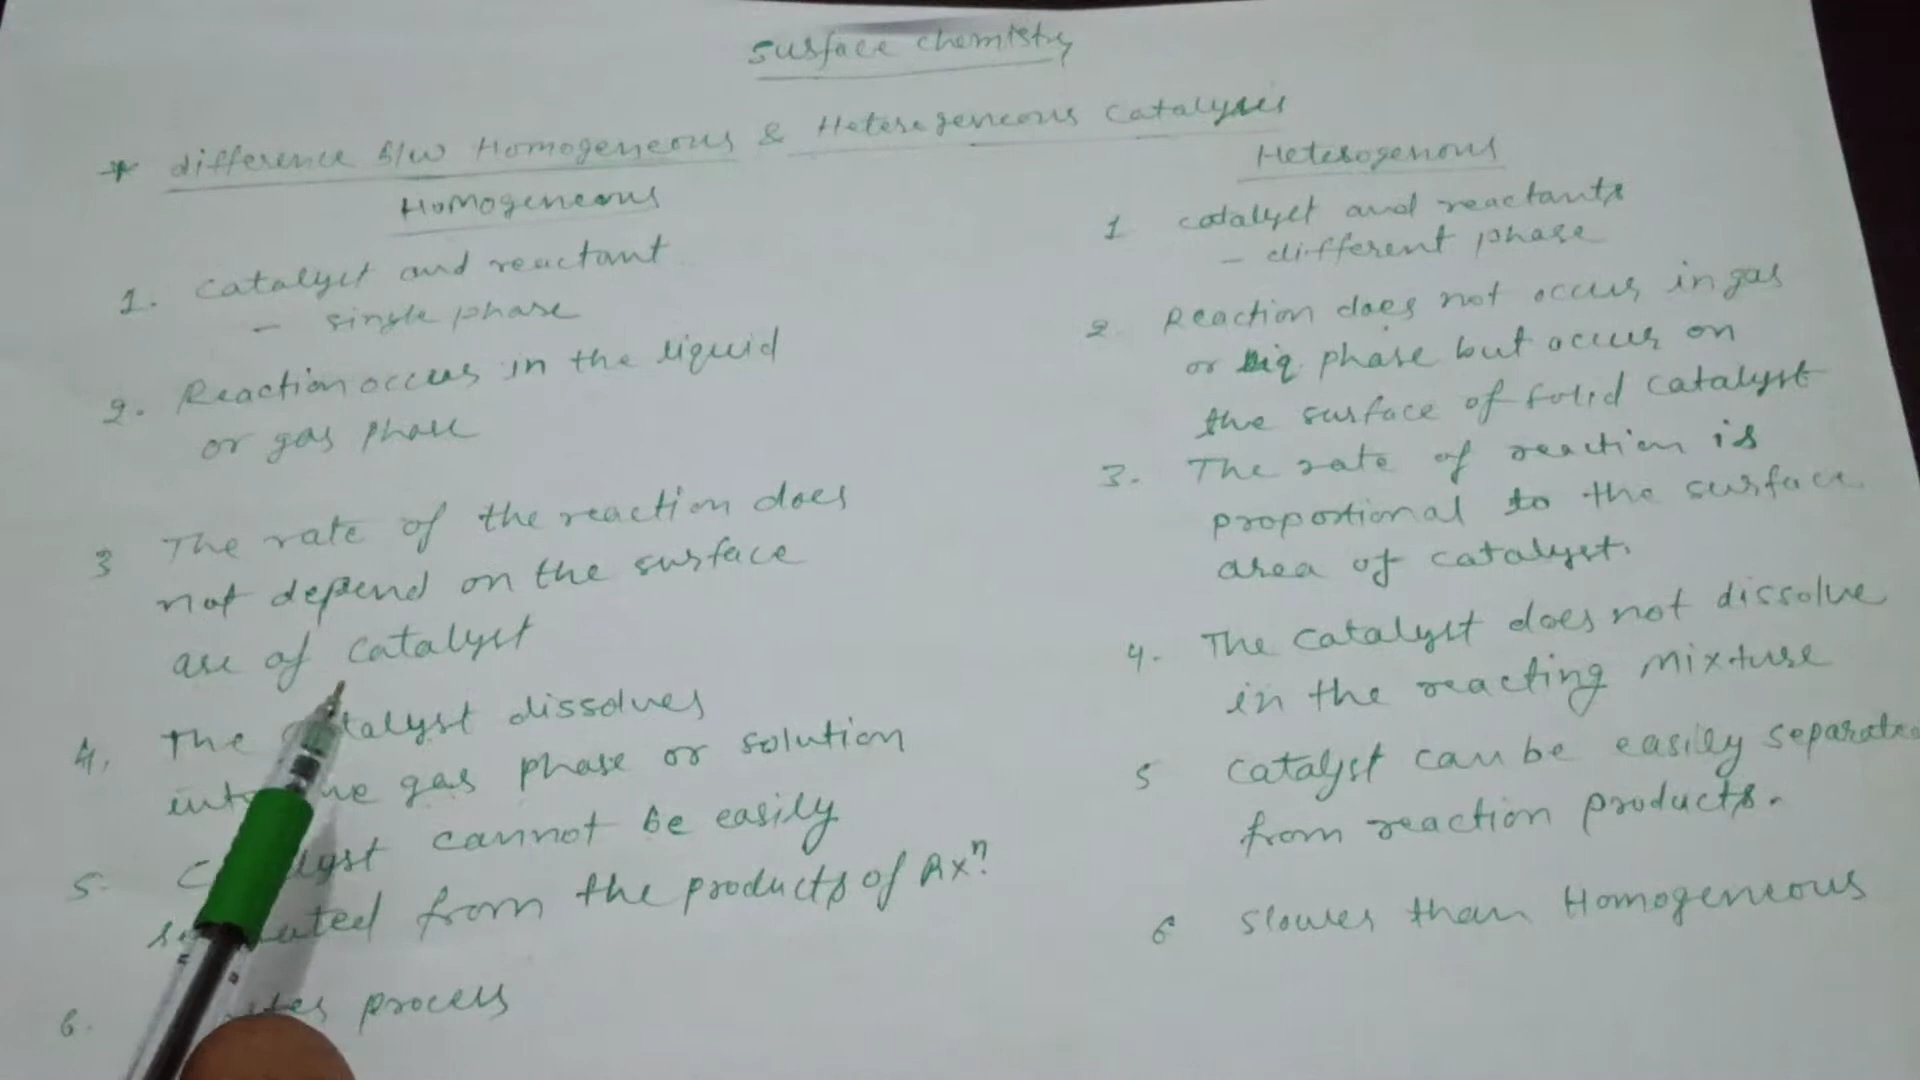 Surface chemistry
* difference b/w Homogeneous & Heterogeneous Catalyses
Homogeneous
1. Catalyst and reactant
- single phase
2. Reaction occurs in the liquid
or gas phase
3 The rate of the reaction does
not depend on the surface
are of catalyst
4. The catalyst dissolves
gas phase or solution
5. cannot be easily
from the products of Rxⁿ
6. process
Heterogenous
1 catalyst and reactants
- different phase
2. Reaction does not occur in gas
or liq. phase but occur on
the surface of solid catalyst
3. The rate of reaction is
proportional to the surface
area of catalyst.
4. The catalyst does not dissolve
in the reacting mixture
5 Catalyst can be easily separated
from reaction products.
6 slower than Homogeneous